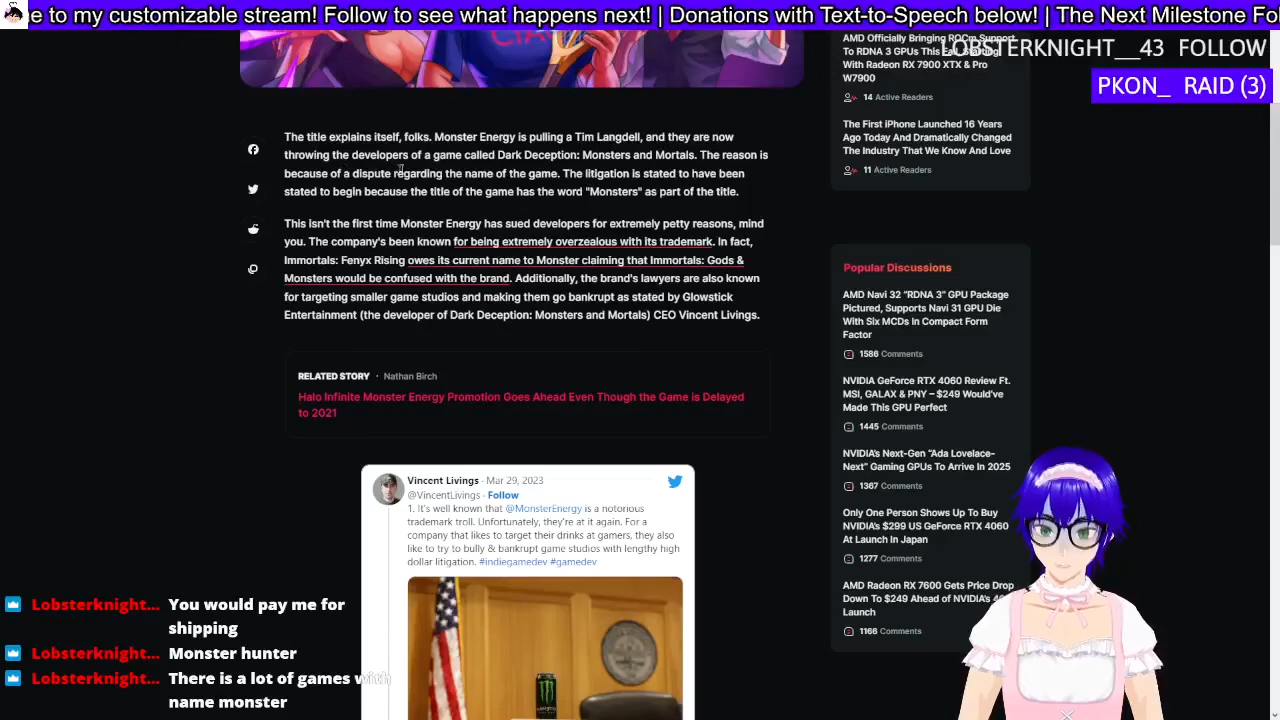 ne to my customizable stream! Follow to see what happens next! | Donations with Text-to-Speech below! | The Next Milestone Fol
LOBSTERKNIGHT__43 FOLLOW
PKON_ RAID (3)
The title explains itself, folks. Monster Energy is pulling a Tim Langdell, and they are now
throwing the developers of a game called Dark Deception: Monsters and Mortals. The reason is
because of a dispute regarding the name of the game. The litigation is stated to have been
stated to begin because the title of the game has the word "Monsters" as part of the title.
This isn't the first time Monster Energy has sued developers for extremely petty reasons, mind
you. The company's been known for being extremely overzealous with its trademark. In fact,
Immortals: Fenyx Rising owes its current name to Monster claiming that Immortals: Gods &
Monsters would be confused with the brand. Additionally, the brand's lawyers are also known
for targeting smaller game studios and making them go bankrupt as stated by Glowstick
Entertainment (the developer of Dark Deception: Monsters and Mortals) CEO Vincent Livings.
RELATED STORY · Nathan Birch
Halo Infinite Monster Energy Promotion Goes Ahead Even Though the Game is Delayed
to 2021
Vincent Livings · Mar 29, 2023
@VincentLivings · Follow
1. It's well known that @MonsterEnergy is a notorious
trademark troll. Unfortunately, they're at it again. For a
company that likes to target their drinks at gamers, they also
like to try to bully & bankrupt game studios with lengthy high
dollar litigation. #indiegamedev #gamedev
AMD Officially Bringing ROCm Support
To RDNA 3 GPUs This Fall, Starting
With Radeon RX 7900 XTX & Pro
W7900
14 Active Readers
The First iPhone Launched 16 Years
Ago Today And Dramatically Changed
The Industry That We Know And Love
11 Active Readers
Popular Discussions
AMD Navi 32 "RDNA 3" GPU Package
Pictured, Supports Navi 31 GPU Die
With Six MCDs In Compact Form
Factor
1586 Comments
NVIDIA GeForce RTX 4060 Review Ft.
MSI, GALAX & PNY – $249 Would've
Made This GPU Perfect
1445 Comments
NVIDIA's Next-Gen "Ada Lovelace-
Next" Gaming GPUs To Arrive In 2025
1367 Comments
Only One Person Shows Up To Buy
NVIDIA's $299 US GeForce RTX 4060
At Launch In Japan
1277 Comments
AMD Radeon RX 7600 Gets Price Drop
Down To $249 Ahead of NVIDIA's
Launch
1166 Comments
Lobsterknight... You would pay me for
shipping
Lobsterknight... Monster hunter
Lobsterknight... There is a lot of games with
name monster